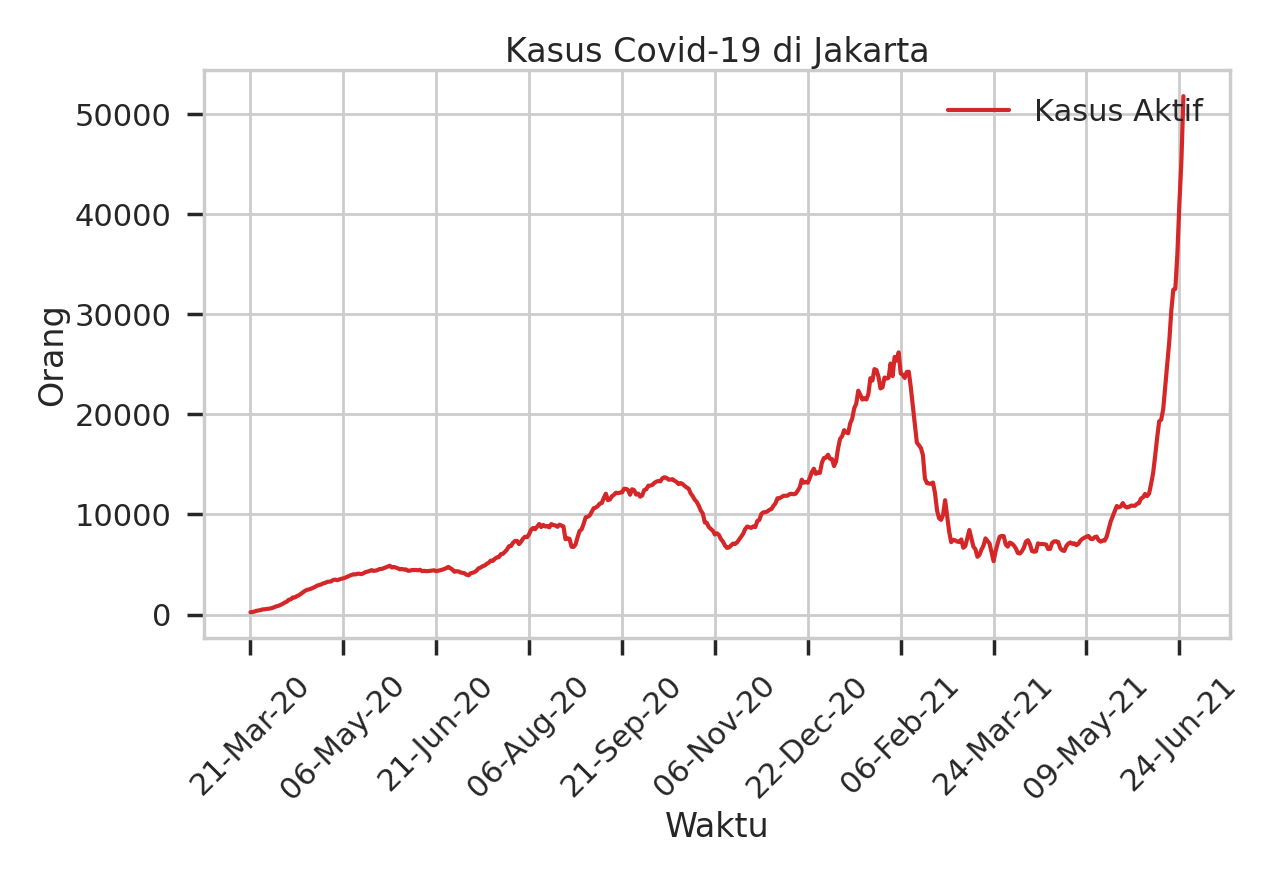 Kasus Covid-19 di Jakarta
Kasus Aktif
Orang
50000
40000
30000
20000
10000
0
21-Mar-20
06-May-20
21-Jun-20
06-Aug-20
21-Sep-20
06-Nov-20
22-Dec-20
06-Feb-21
24-Mar-21
09-May-21
24-Jun-21
Waktu